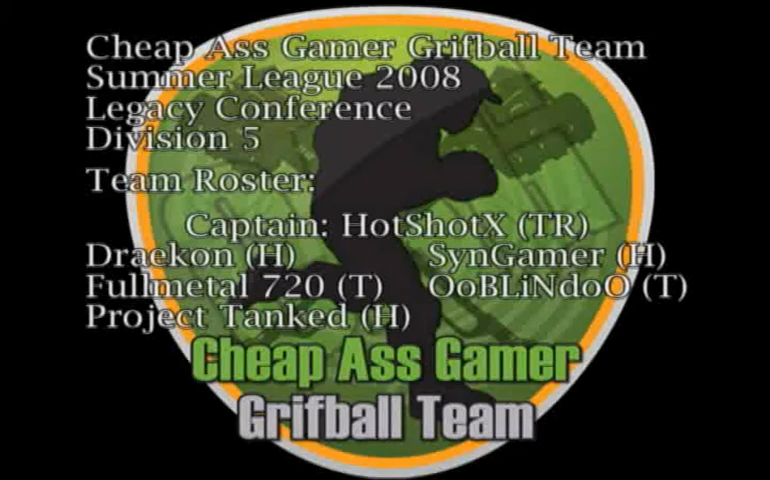 Cheap Ass Gamer Grifball Team
Summer League 2008
Legacy Conference
Division 5
Team Roster:
Captain: HotShotX (TR)
Draekon (H) SynGamer (H)
Fullmetal 720 (T) OoBLiNdoO (T)
Project Tanked (H)
Cheap Ass Gamer
Grifball Team